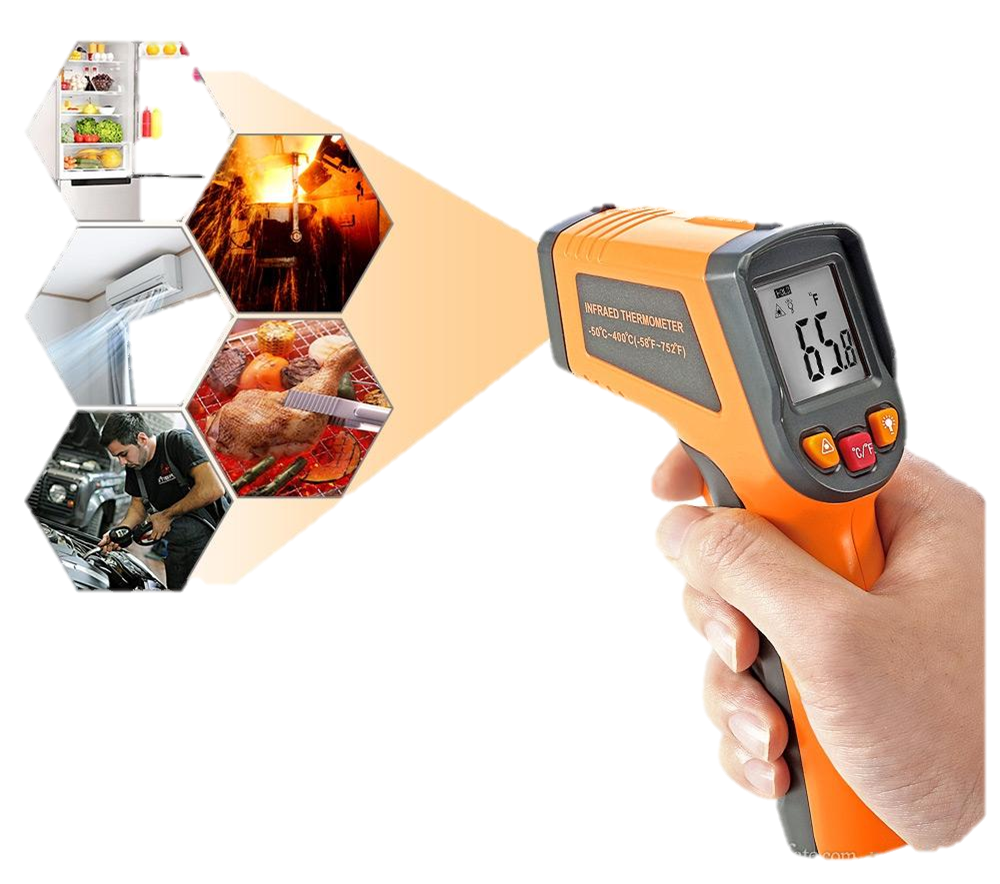 INFRAED THERMOMETER
-50°C~400°C(-58°F~752°F)
°F
65.8
°C/°F